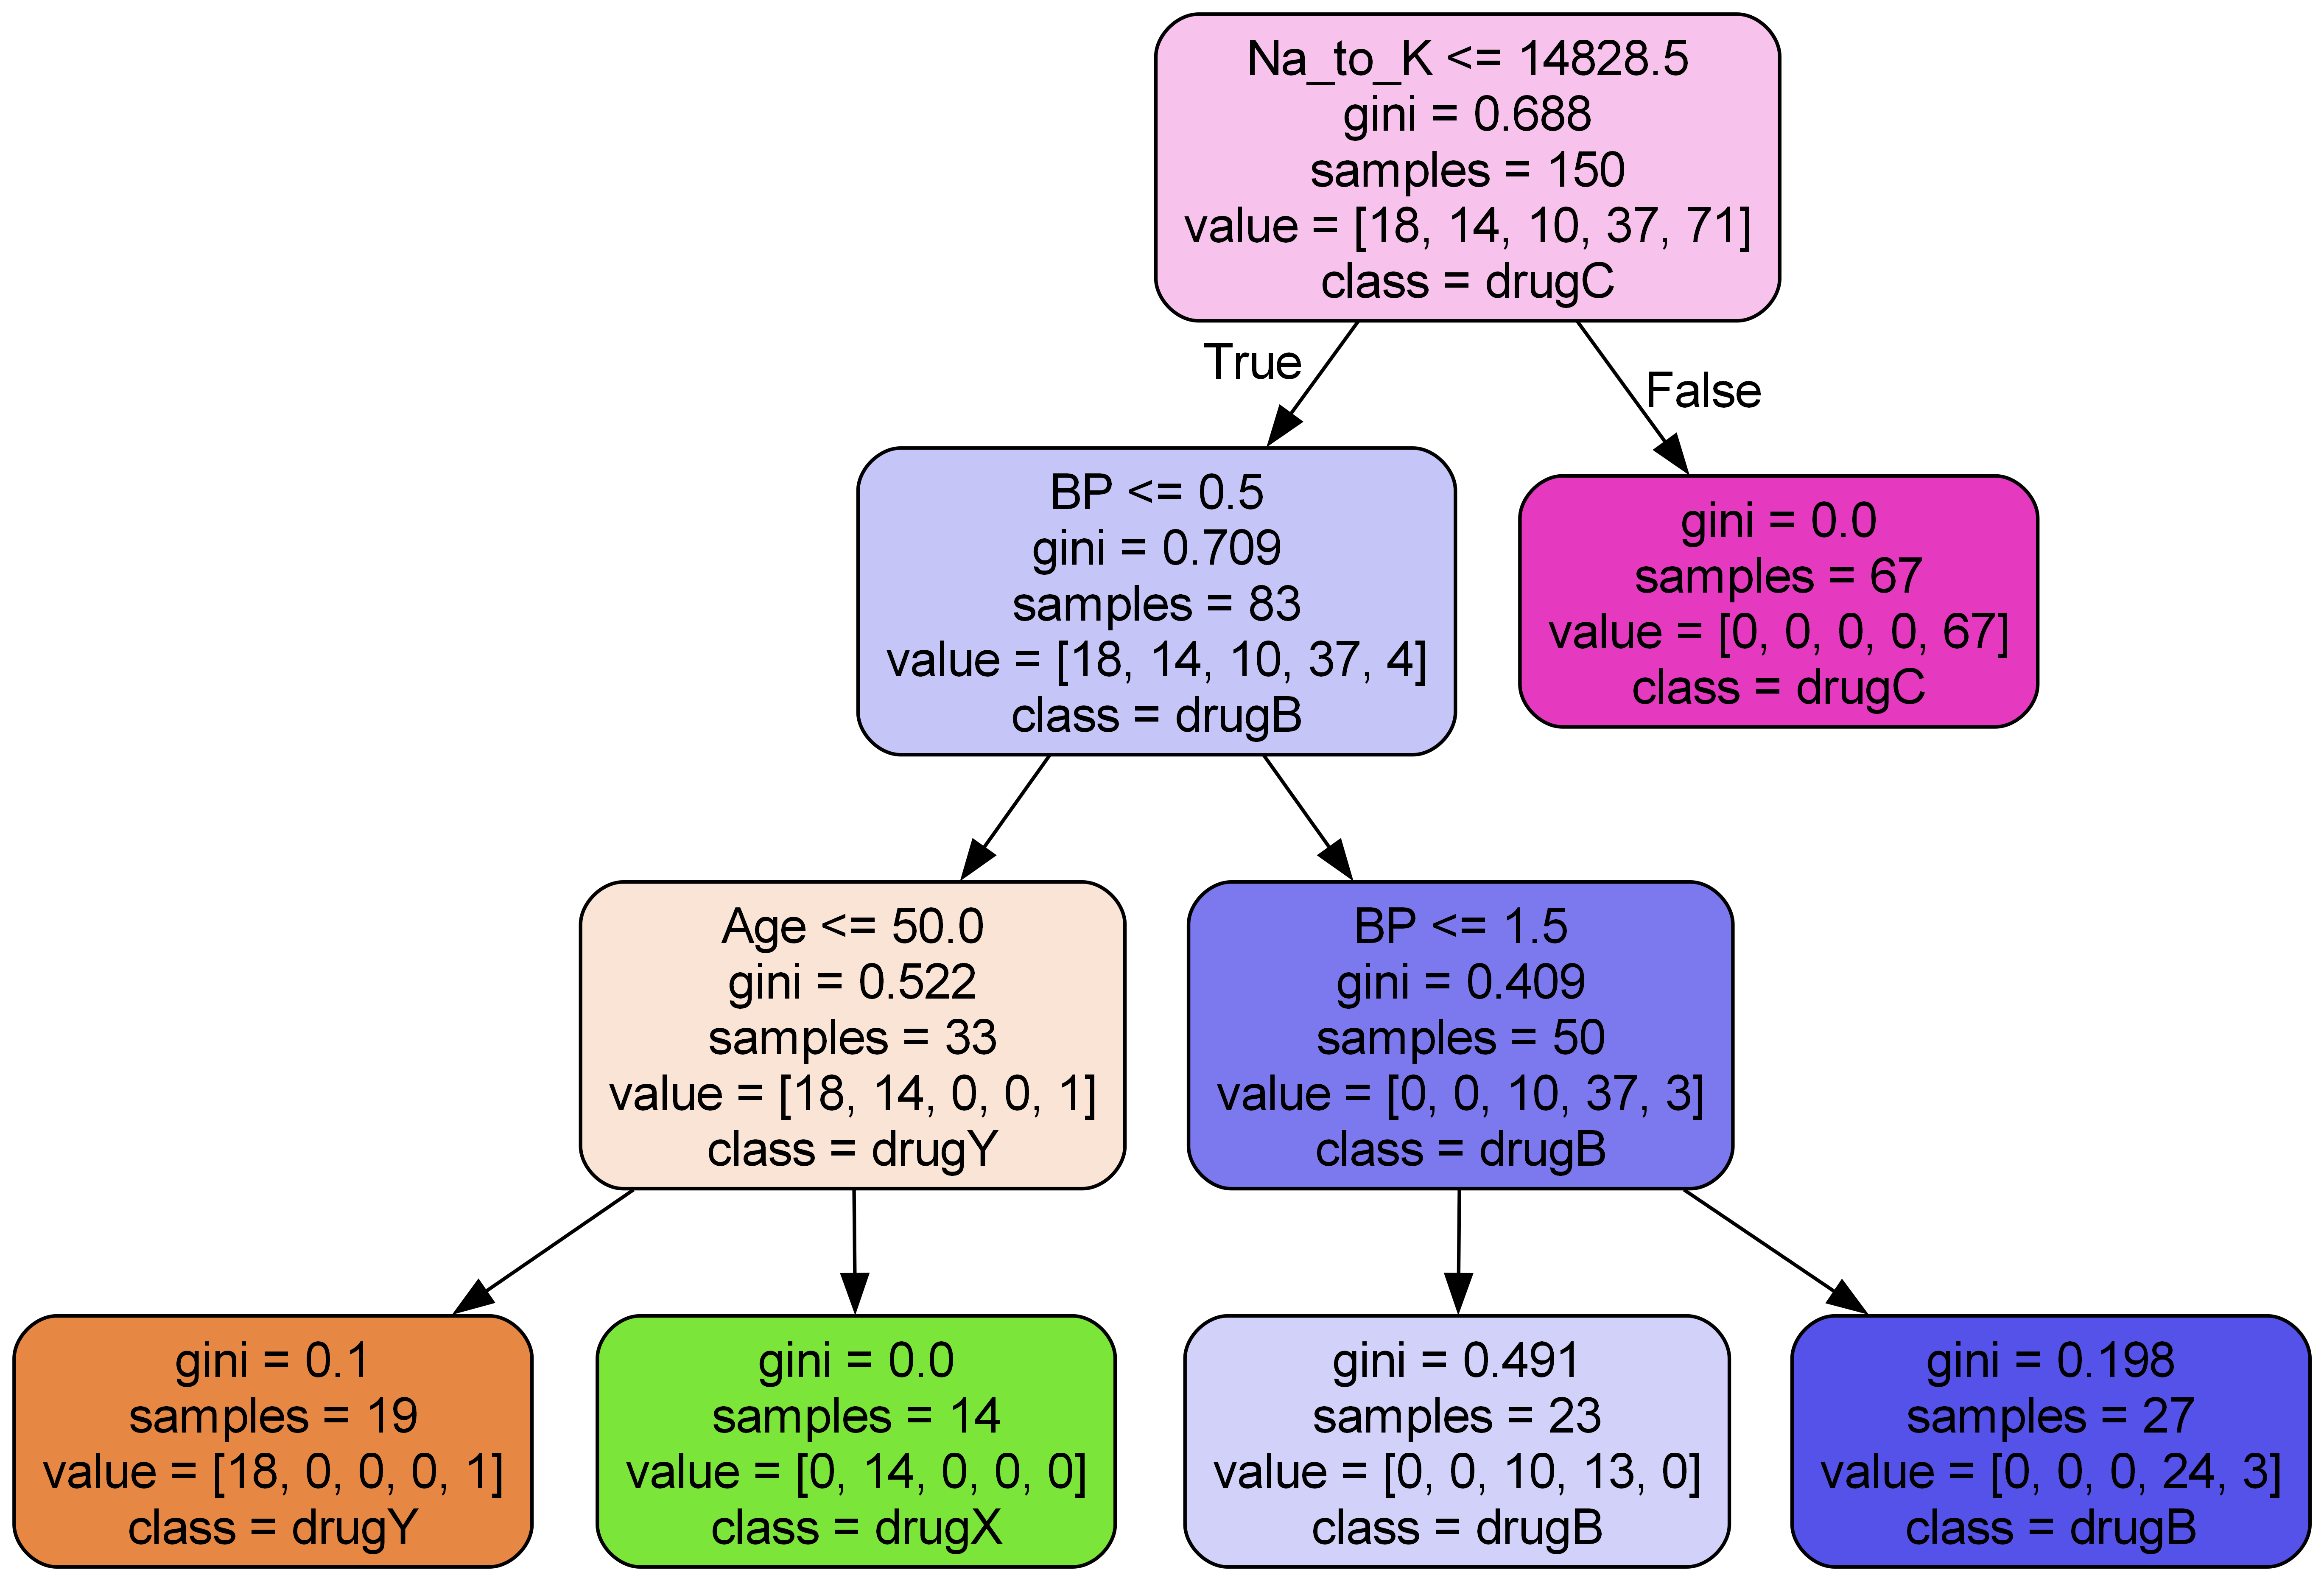 Na_to_K <= 14828.5
gini = 0.688
samples = 150
value = [18, 14, 10, 37, 71]
class = drugC
True
False
BP <= 0.5
gini = 0.709
samples = 83
value = [18, 14, 10, 37, 4]
class = drugB
gini = 0.0
samples = 67
value = [0, 0, 0, 0, 67]
class = drugC
Age <= 50.0
gini = 0.522
samples = 33
value = [18, 14, 0, 0, 1]
class = drugY
BP <= 1.5
gini = 0.409
samples = 50
value = [0, 0, 10, 37, 3]
class = drugB
gini = 0.1
samples = 19
value = [18, 0, 0, 0, 1]
class = drugY
gini = 0.0
samples = 14
value = [0, 14, 0, 0, 0]
class = drugX
gini = 0.491
samples = 23
value = [0, 0, 10, 13, 0]
class = drugB
gini = 0.198
samples = 27
value = [0, 0, 0, 24, 3]
class = drugB